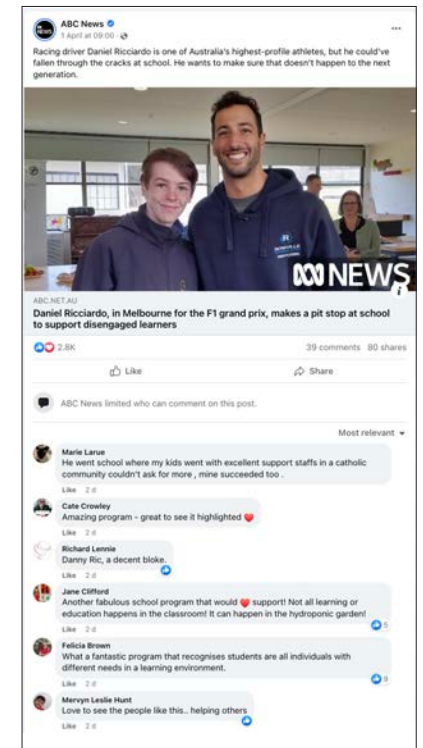 ABC News
1 April at 09:00 ·
Racing driver Daniel Ricciardo is one of Australia's highest-profile athletes, but he could've
fallen through the cracks at school. He wants to make sure that doesn't happen to the next
generation.
NEWS
ABC.NET.AU
Daniel Ricciardo, in Melbourne for the F1 grand prix, makes a pit stop at school
to support disengaged learners
2.8K 39 comments 80 shares
Like Share
ABC News limited who can comment on this post.
Most relevant
Marie Larue
He went school where my kids went with excellent support staffs in a catholic
community couldn't ask for more , mine succeeded too .
Like 2 d
Cate Crowley
Amazing program - great to see it highlighted ❤️
Like 2 d
Richard Lennie
Danny Ric, a decent bloke.
Like 2 d
Jane Clifford
Another fabulous school program that would ❤️ support! Not all learning or
education happens in the classroom! It can happen in the hydroponic garden!
5
Like 2 d
Felicia Brown
What a fantastic program that recognises students are all individuals with
different needs in a learning environment.
9
Like 2 d
Mervyn Leslie Hunt
Love to see the people like this.. helping others
Like 2 d